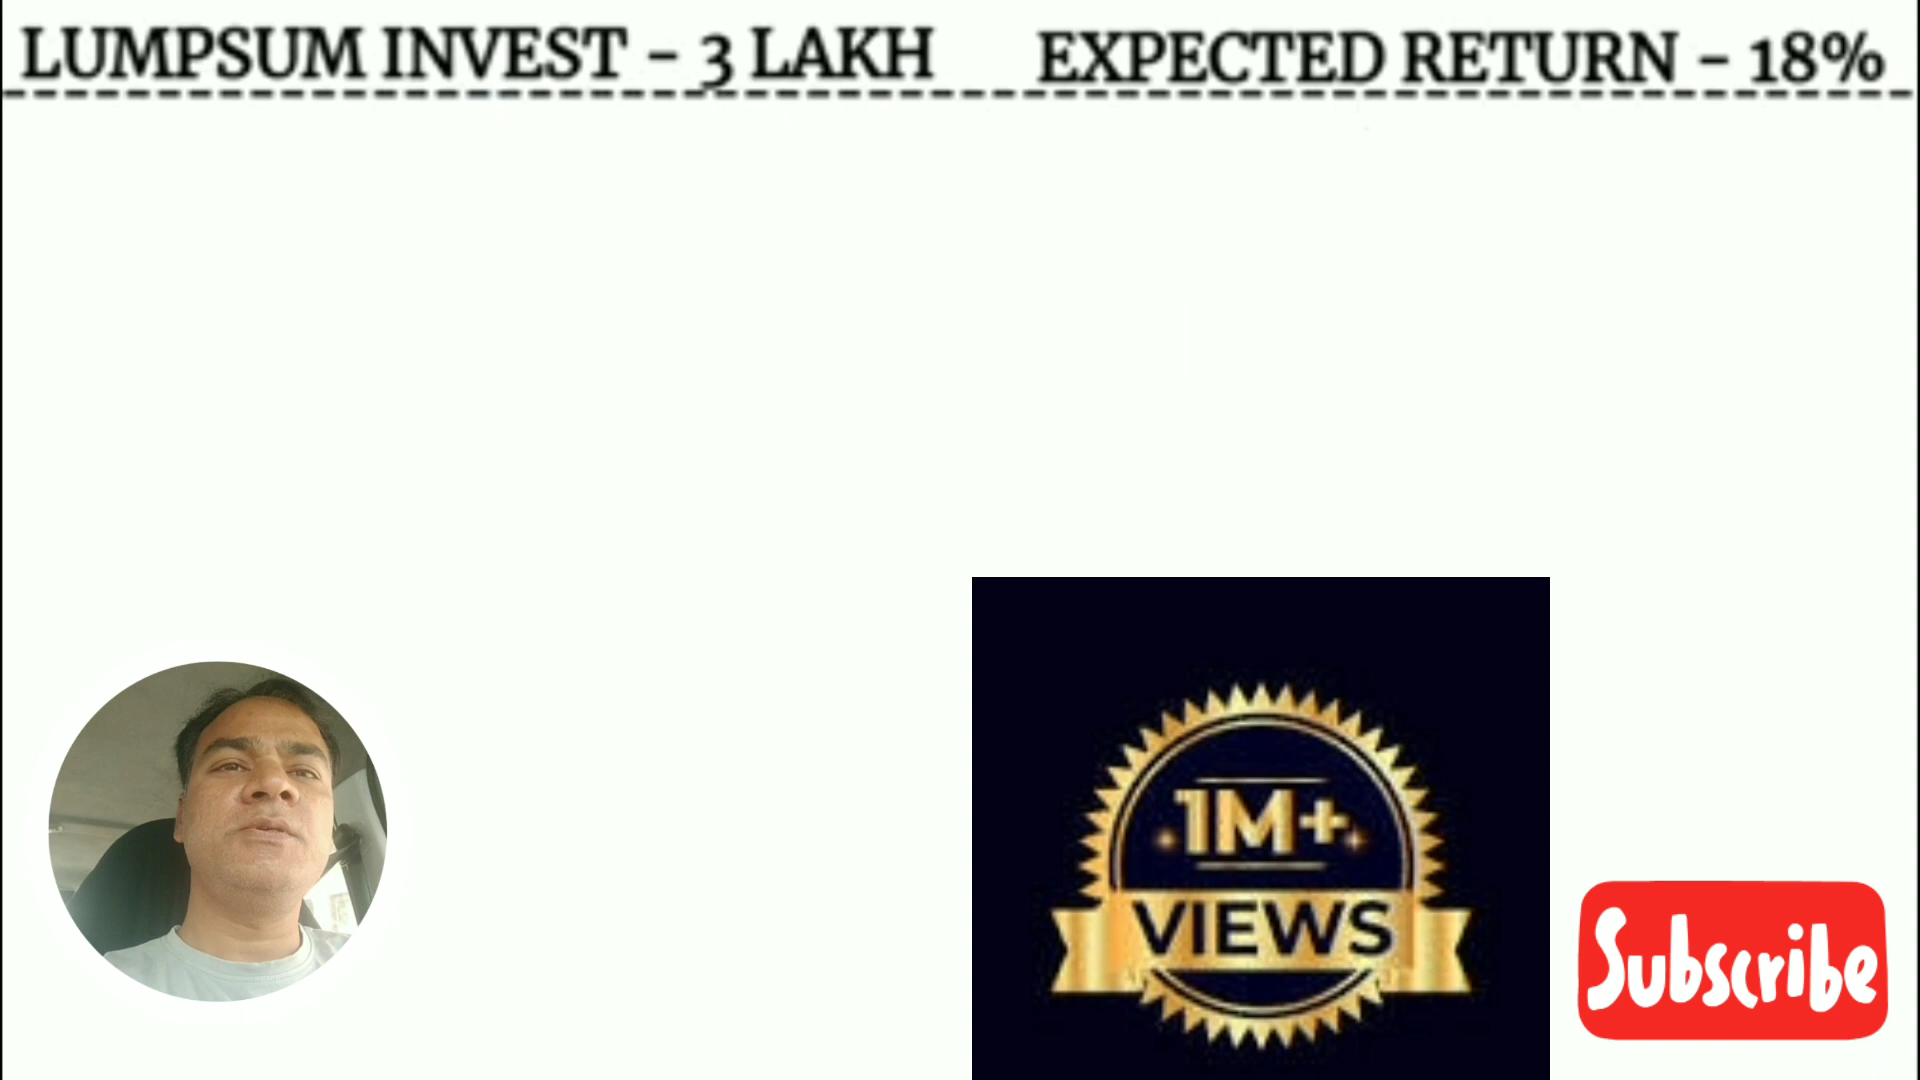 LUMPSUM INVEST - 3 LAKH EXPECTED RETURN - 18%
1M+
VIEWS
Subscribe